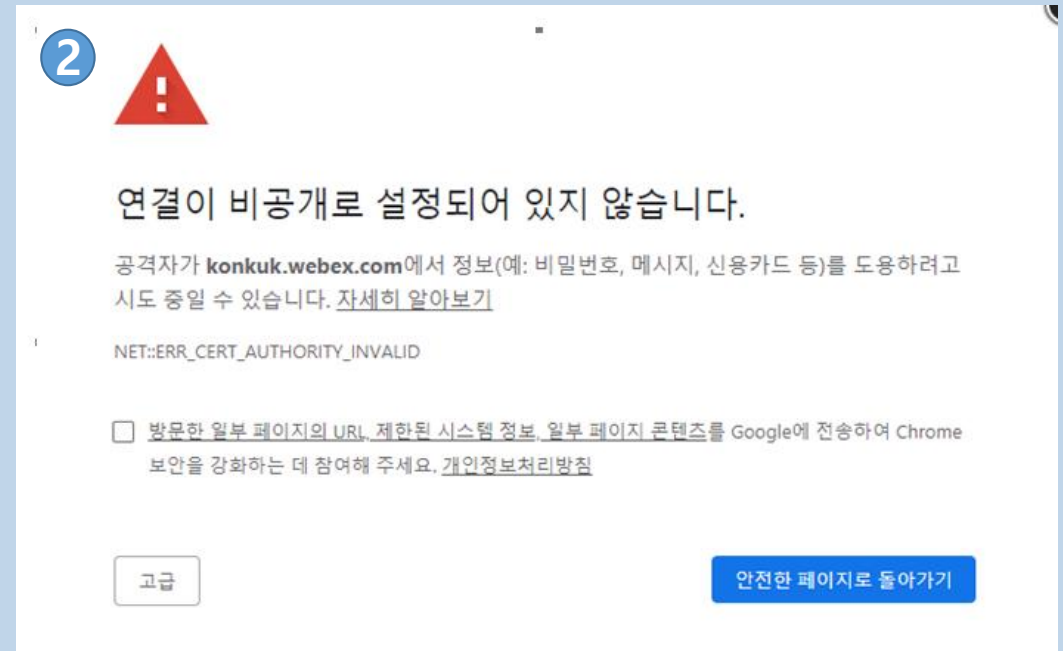 2
연결이 비공개로 설정되어 있지 않습니다.
공격자가 konkuk.webex.com에서 정보(예: 비밀번호, 메시지, 신용카드 등)를 도용하려고
시도 중일 수 있습니다. 자세히 알아보기
NET::ERR_CERT_AUTHORITY_INVALID
방문한 일부 페이지의 URL, 제한된 시스템 정보, 일부 페이지 콘텐츠를 Google에 전송하여 Chrome
보안을 강화하는 데 참여해 주세요. 개인정보처리방침
고급
안전한 페이지로 돌아가기